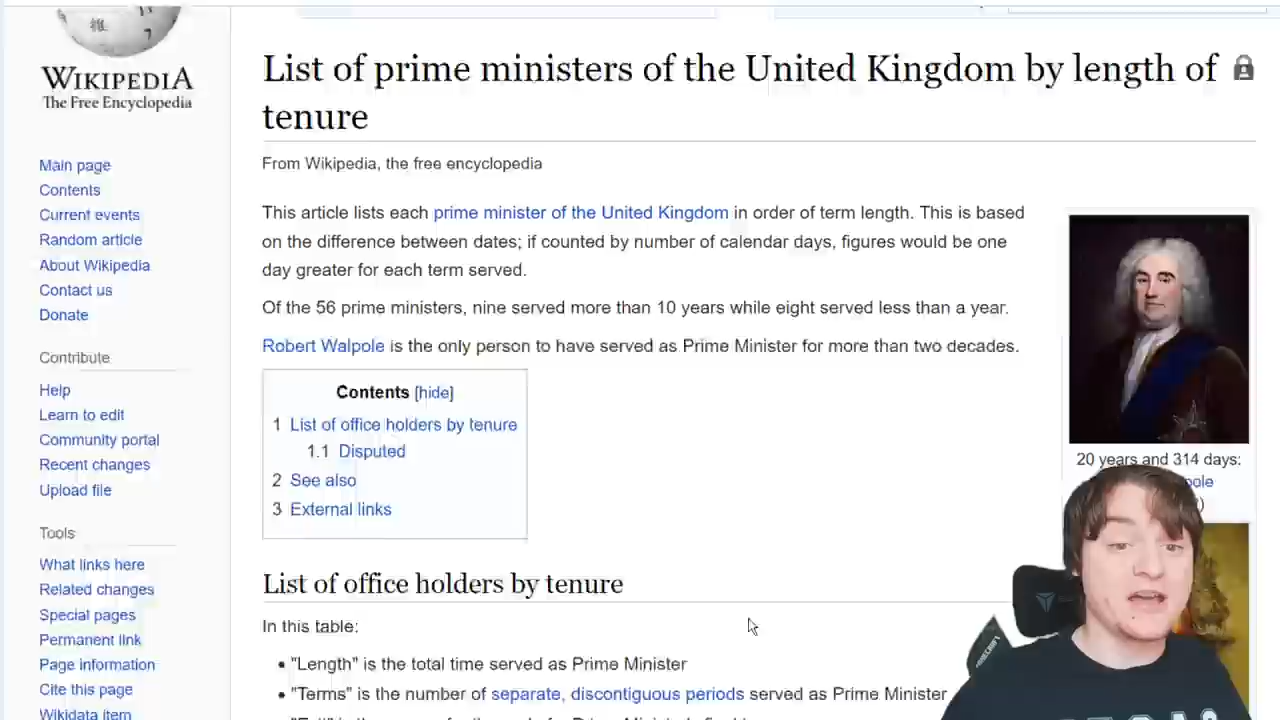 WIKIPEDIA
The Free Encyclopedia
Main page
Contents
Current events
Random article
About Wikipedia
Contact us
Donate
Contribute
Help
Learn to edit
Community portal
Recent changes
Upload file
Tools
What links here
Related changes
Special pages
Permanent link
Page information
Cite this page
Wikidata item
List of prime ministers of the United Kingdom by length of
tenure
From Wikipedia, the free encyclopedia
This article lists each prime minister of the United Kingdom in order of term length. This is based
on the difference between dates; if counted by number of calendar days, figures would be one
day greater for each term served.
Of the 56 prime ministers, nine served more than 10 years while eight served less than a year.
Robert Walpole is the only person to have served as Prime Minister for more than two decades.
Contents [hide]
1 List of office holders by tenure
1.1 Disputed
2 See also
3 External links
List of office holders by tenure
In this table:
• "Length" is the total time served as Prime Minister
• "Terms" is the number of separate, discontiguous periods served as Prime Minister
20 years and 314 days:
MINECRAFT